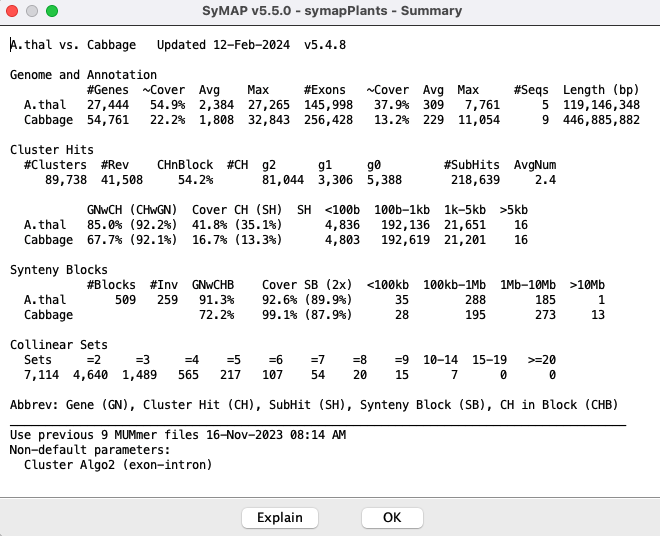 SyMAP v5.5.0 - symapPlants - Summary
A.thal vs. Cabbage   Updated 12-Feb-2024  v5.4.8
Genome and Annotation
           #Genes  ~Cover  Avg    Max     #Exons   ~Cover  Avg  Max     #Seqs  Length (bp)
  A.thal   27,444   54.9%  2,384  27,265  145,998   37.9%  309   7,761      5  119,146,348
  Cabbage  54,761   22.2%  1,808  32,843  256,428   13.2%  229  11,054      9  446,885,882
Cluster Hits
  #Clusters  #Rev    CHnBlock  #CH  g2      g1     g0         #SubHits  AvgNum
     89,738  41,508     54.2%       81,044  3,306  5,388       218,639     2.4
           GNwCH (CHwGN)  Cover CH (SH)  SH  <100b  100b-1kb  1k-5kb  >5kb
  A.thal   85.0% (92.2%)  41.8% (35.1%)      4,836   192,136  21,651    16
  Cabbage  67.7% (92.1%)  16.7% (13.3%)      4,803   192,619  21,201    16
Synteny Blocks
           #Blocks  #Inv  GNwCHB    Cover SB (2x)  <100kb  100kb-1Mb  1Mb-10Mb  >10Mb
  A.thal       509   259   91.3%    92.6% (89.9%)      35        288       185      1
  Cabbage                  72.2%    99.1% (87.9%)      28        195       273     13
Collinear Sets
  Sets     =2     =3    =4   =5   =6   =7   =8   =9  10-14  15-19  >=20
  7,114  4,640  1,489   565  217  107   54   20   15      7      0     0
Abbrev: Gene (GN), Cluster Hit (CH), SubHit (SH), Synteny Block (SB), CH in Block (CHB)
Use previous 9 MUMmer files 16-Nov-2023 08:14 AM
Non-default parameters:
  Cluster Algo2 (exon-intron)
Explain  OK